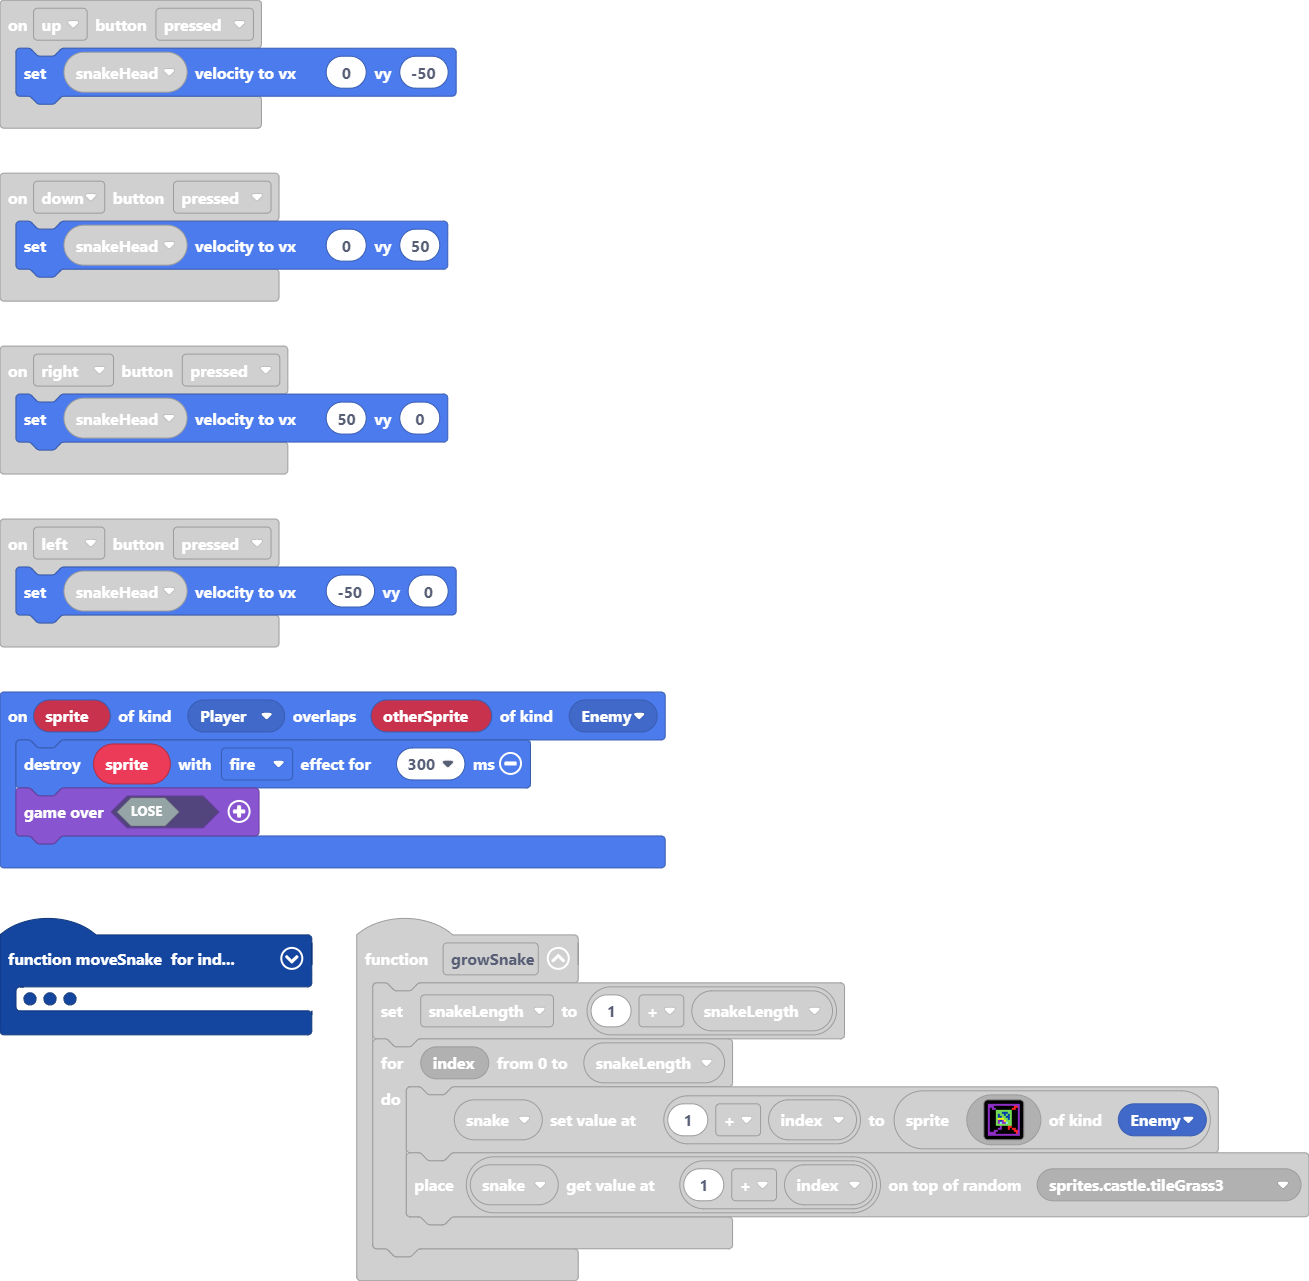 on up button pressed
set snakeHead velocity to vx 0 vy -50
on down button pressed
set snakeHead velocity to vx 0 vy 50
on right button pressed
set snakeHead velocity to vx 50 vy 0
on left button pressed
set snakeHead velocity to vx -50 vy 0
on sprite of kind Player overlaps otherSprite of kind Enemy
destroy sprite with fire effect for 300 ms
game over LOSE
function moveSnake for ind...
function growSnake
set snakeLength to 1 + snakeLength
for index from 0 to snakeLength
do
snake set value at 1 + index to sprite of kind Enemy
place snake get value at 1 + index on top of random sprites.castle.tileGrass3